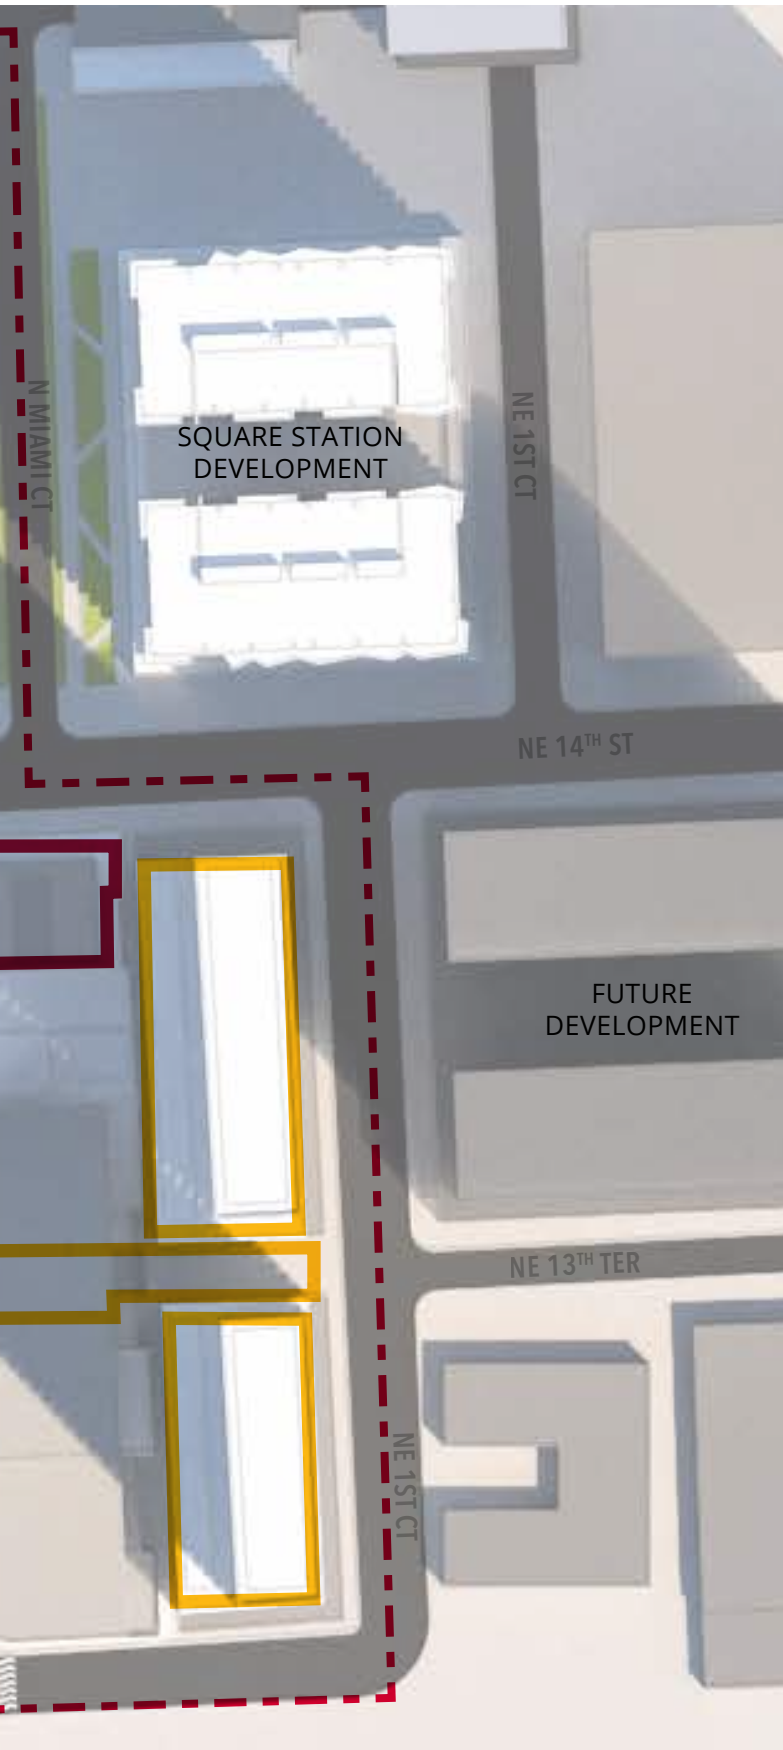 N MIAMI CT
NE 1ST CT
SQUARE STATION
DEVELOPMENT
NE 14TH ST
FUTURE
DEVELOPMENT
NE 13TH TER
NE 1ST CT